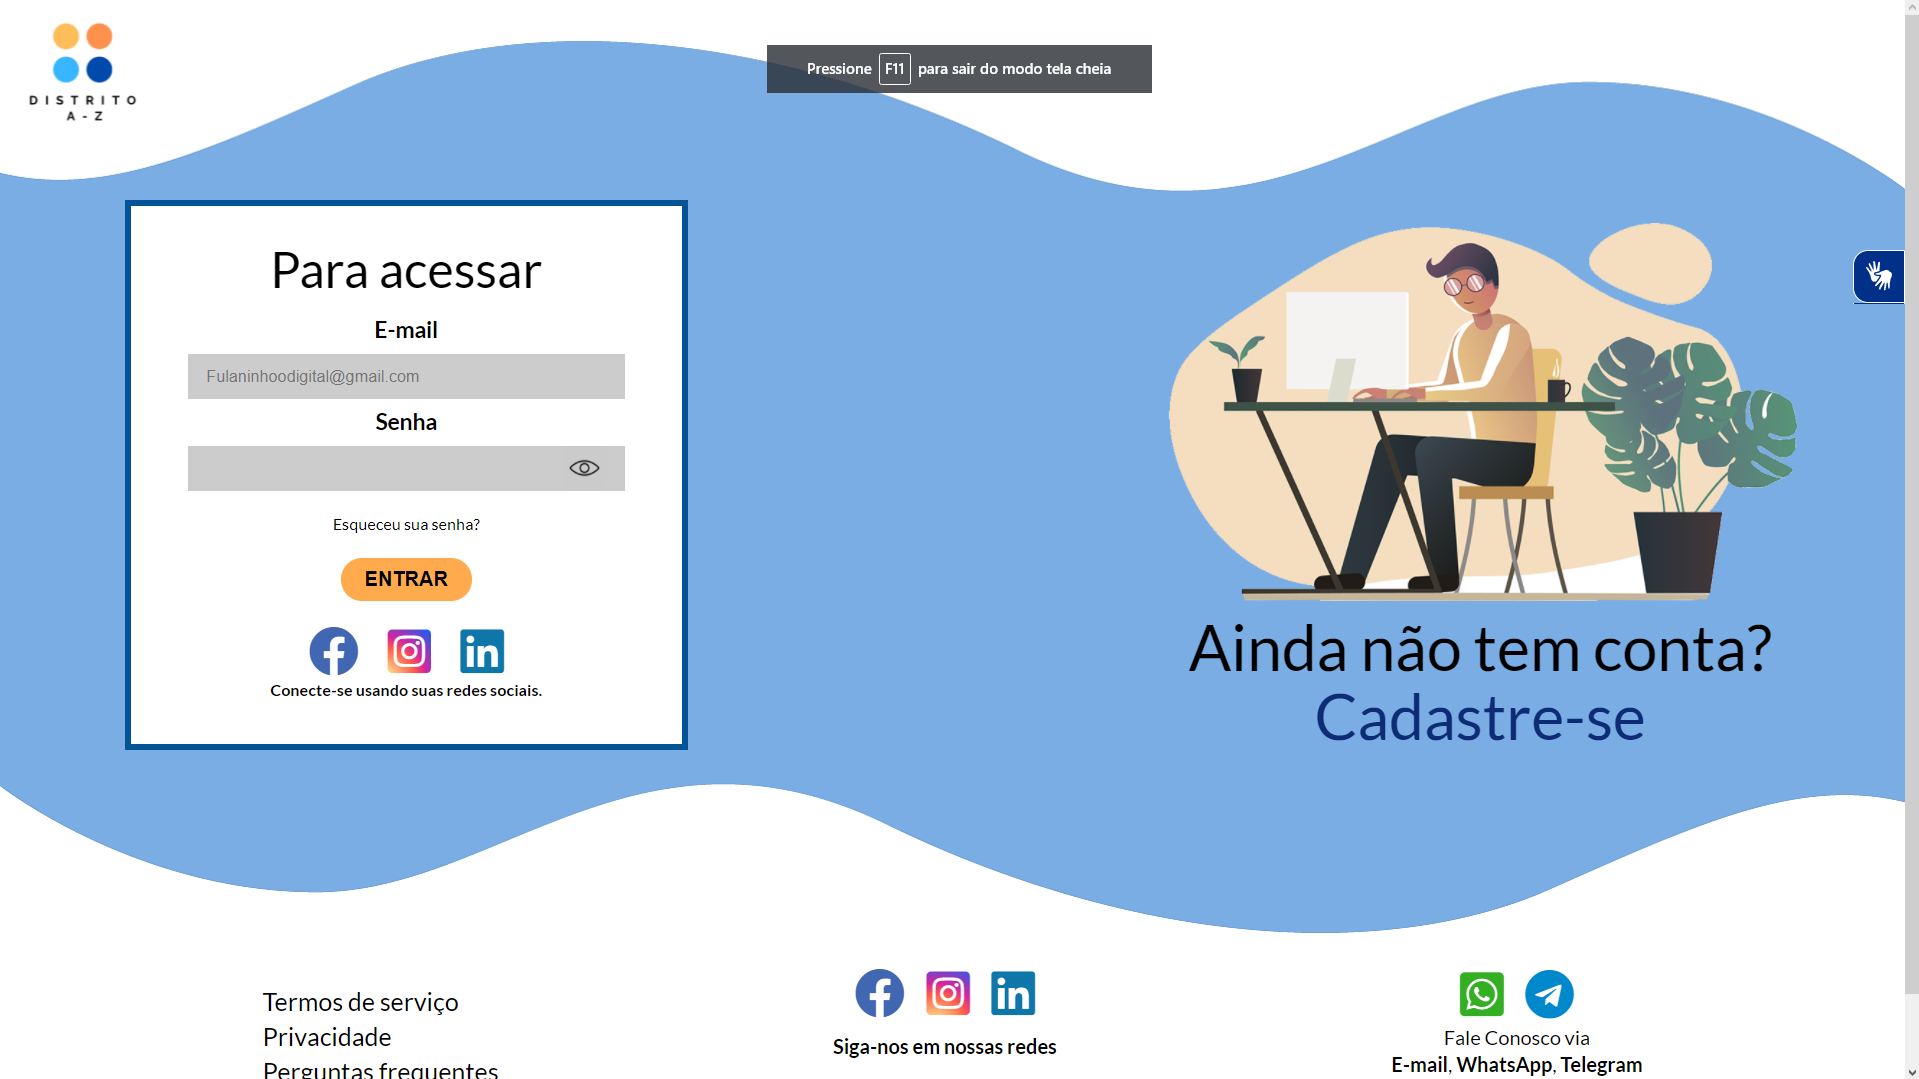 DISTRITO
A-Z
Pressione F11 para sair do modo tela cheia
Para acessar
E-mail
Fulaninhoodigital@gmail.com
Senha
Esqueceu sua senha?
ENTRAR
Conecte-se usando suas redes sociais.
Ainda não tem conta?
Cadastre-se
Termos de serviço
Privacidade
Perguntas frequentes
Siga-nos em nossas redes
Fale Conosco via
E-mail, WhatsApp, Telegram